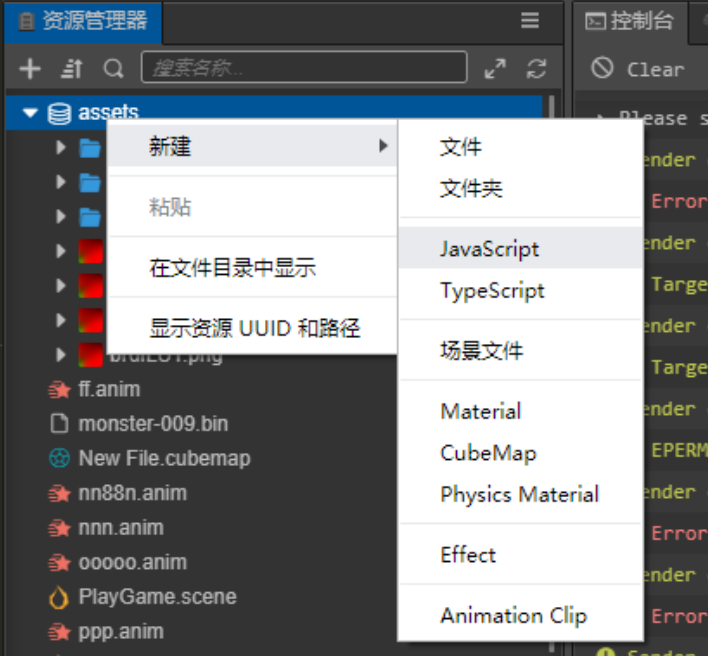 资源管理器
搜索名称...
assets
新建
粘贴
在文件目录中显示
显示资源 UUID 和路径
文件
文件夹
JavaScript
TypeScript
场景文件
Material
CubeMap
Physics Material
Effect
Animation Clip
ff.anim
monster-009.bin
New File.cubemap
nn88n.anim
nnn.anim
ooooo.anim
PlayGame.scene
ppp.anim
控制台
Clear
Please s
ender
Error
ender
Targe
ender
Targe
ender
EPERM
ender
Error
ender
Error
Sender